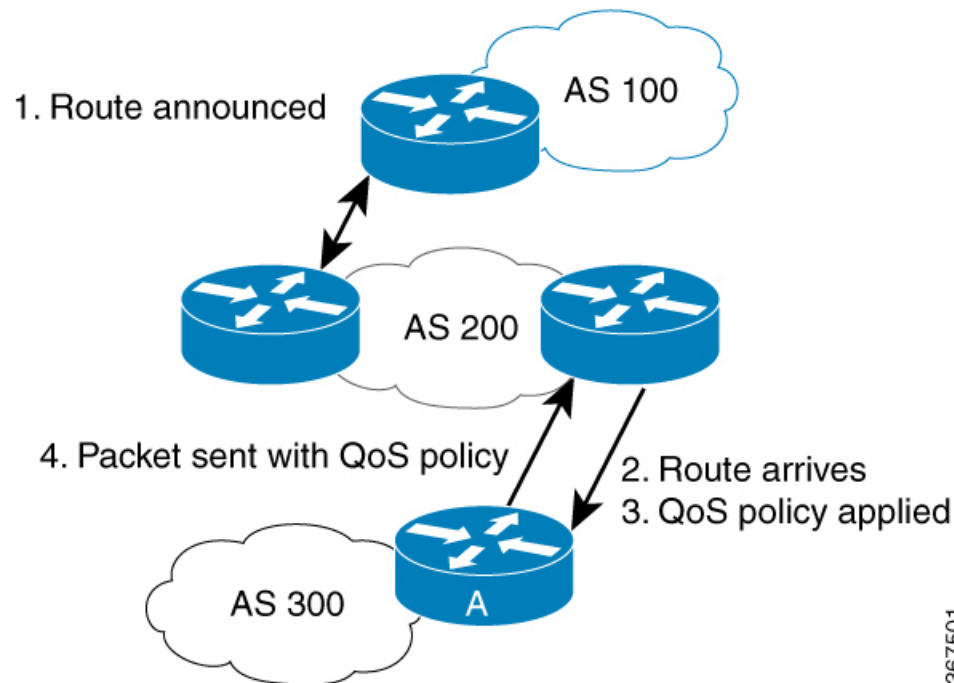 AS 100
1. Route announced
AS 200
4. Packet sent with QoS policy
2. Route arrives
3. QoS policy applied
AS 300
A
367501